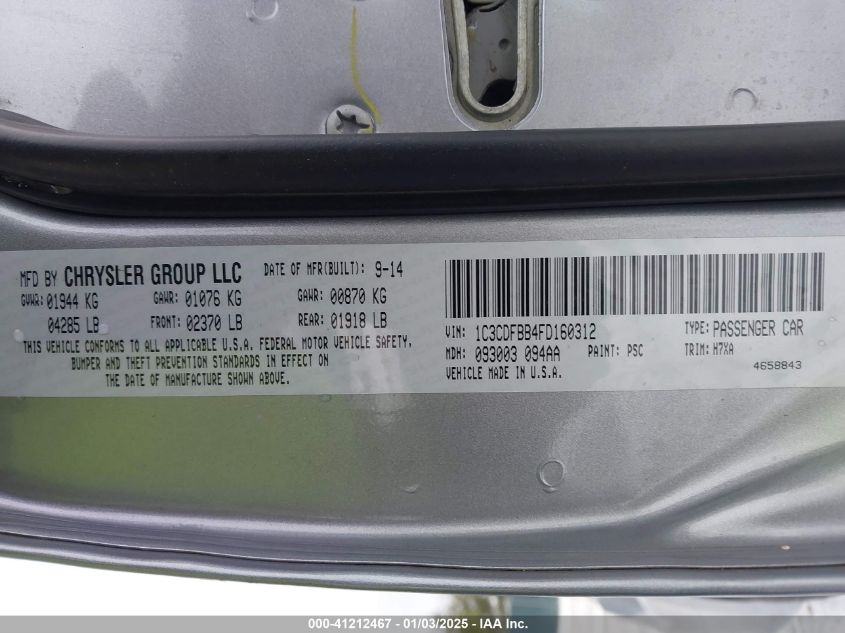 MFD BY CHRYSLER GROUP LLC DATE OF MFR(BUILT): 9-14
GVWR: 01944 KG GAWR: 01076 KG GAWR: 00870 KG
04285 LB FRONT: 02370 LB REAR: 01918 LB
THIS VEHICLE CONFORMS TO ALL APPLICABLE U.S.A. FEDERAL MOTOR VEHICLE SAFETY,
BUMPER AND THEFT PREVENTION STANDARDS IN EFFECT ON
THE DATE OF MANUFACTURE SHOWN ABOVE.
VIN: 1C3CDFBB4FD160312 TYPE: PASSENGER CAR
MDH: 093003 094AA PAINT: PSC TRIM: H7XA
VEHICLE MADE IN U.S.A. 4658843
000-41212467 - 01/03/2025 - IAA Inc.